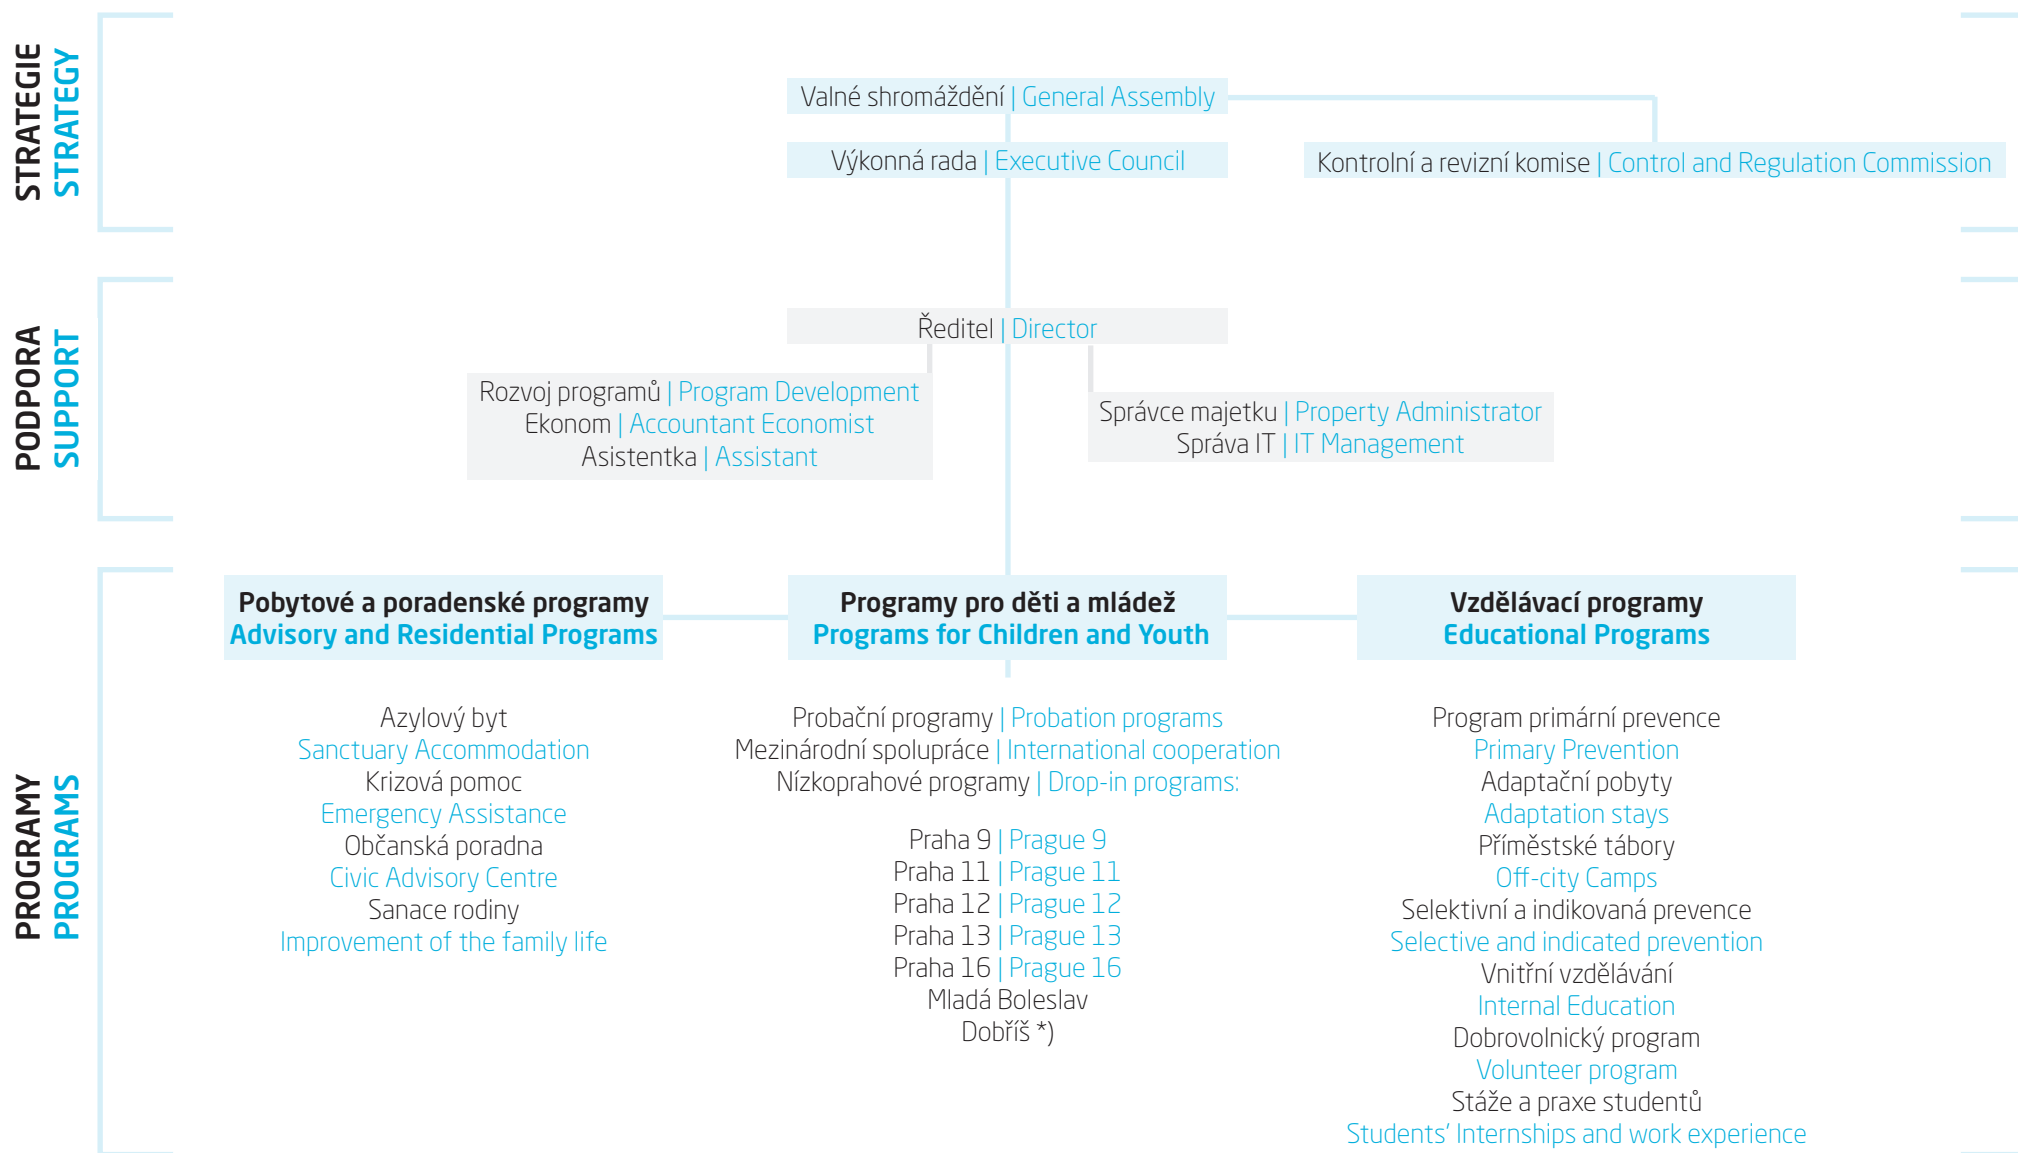 STRATEGIE
STRATEGY
Valné shromáždění | General Assembly
Výkonná rada | Executive Council
Kontrolní a revizní komise | Control and Regulation Commission
PODPORA
SUPPORT
Ředitel | Director
Rozvoj programů | Program Development
Ekonom | Accountant Economist
Asistentka | Assistant
Správce majetku | Property Administrator
Správa IT | IT Management
PROGRAMY
PROGRAMS
Pobytové a poradenské programy
Advisory and Residential Programs
Azylový byt
Sanctuary Accommodation
Krizová pomoc
Emergency Assistance
Občanská poradna
Civic Advisory Centre
Sanace rodiny
Improvement of the family life
Programy pro děti a mládež
Programs for Children and Youth
Probační programy | Probation programs
Mezinárodní spolupráce | International cooperation
Nízkoprahové programy | Drop-in programs:
Praha 9 | Prague 9
Praha 11 | Prague 11
Praha 12 | Prague 12
Praha 13 | Prague 13
Praha 16 | Prague 16
Mladá Boleslav
Dobříš *)
Vzdělávací programy
Educational Programs
Program primární prevence
Primary Prevention
Adaptační pobyty
Adaptation stays
Příměstské tábory
Off-city Camps
Selektivní a indikovaná prevence
Selective and indicated prevention
Vnitřní vzdělávání
Internal Education
Dobrovolnický program
Volunteer program
Stáže a praxe studentů
Students' Internships and work experience